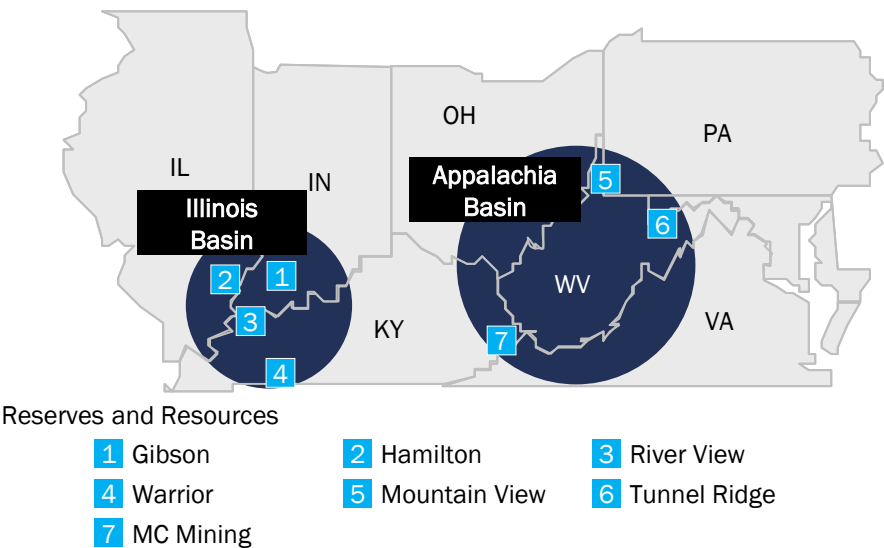 OH
PA
IL
IN
Appalachia
Basin
5
Illinois
Basin
6
2
1
WV
3
KY
VA
7
4
Reserves and Resources
1 Gibson
2 Hamilton
3 River View
4 Warrior
5 Mountain View
6 Tunnel Ridge
7 MC Mining